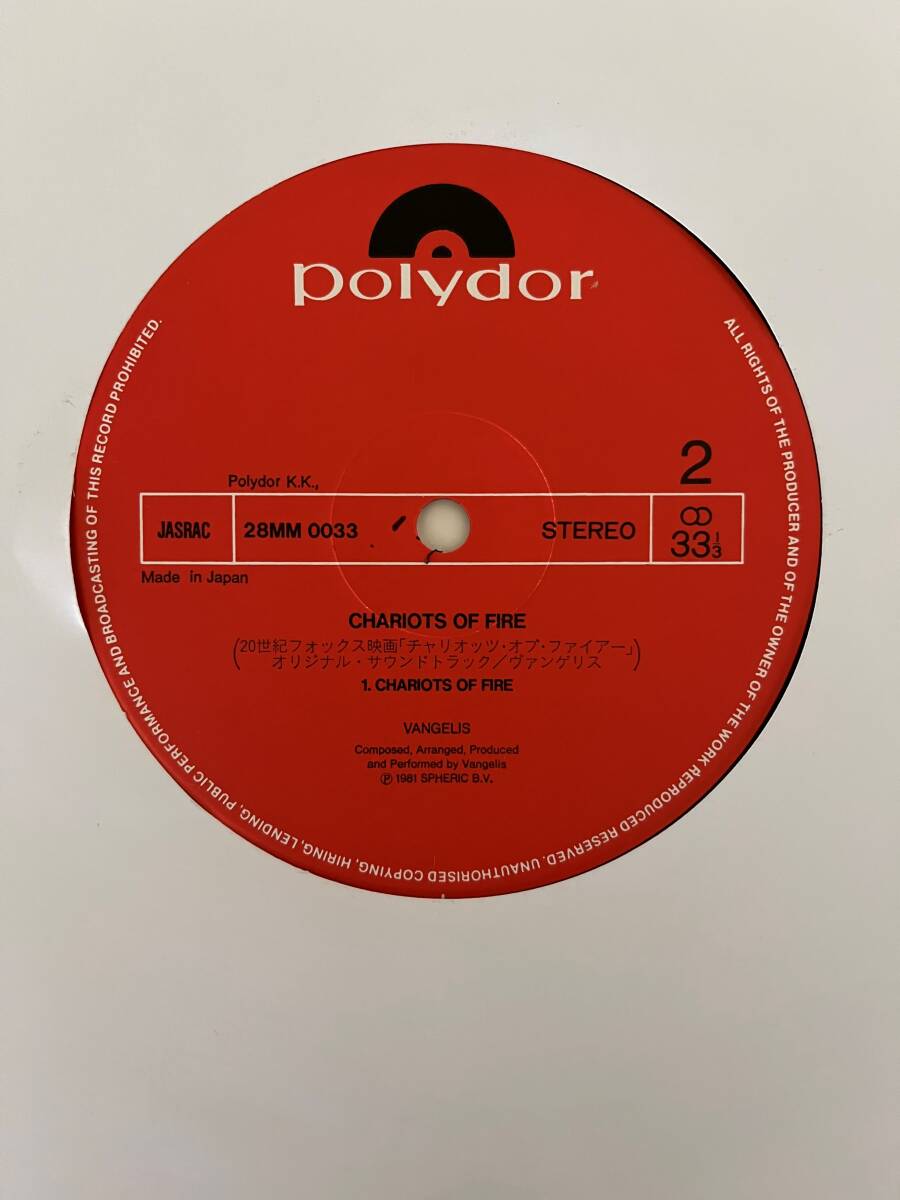 polydor
2
Polydor K.K.,
JASRAC
28MM 0033
STEREO
33 1/3
Made in Japan
CHARIOTS OF FIRE
(20世紀フォックス映画「チャリオッツ・オブ・ファイアー」
オリジナル・サウンドトラック/ヴァンゲリス)
1. CHARIOTS OF FIRE
VANGELIS
Composed, Arranged, Produced
and Performed by Vangelis
Ⓟ 1981 SPHERIC B.V.
ALL RIGHTS OF THE PRODUCER AND OF THE OWNER OF THE WORK REPRODUCED RESERVED. UNAUTHORISED COPYING, HIRING, LENDING, PUBLIC PERFORMANCE AND BROADCASTING OF THIS RECORD PROHIBITED.